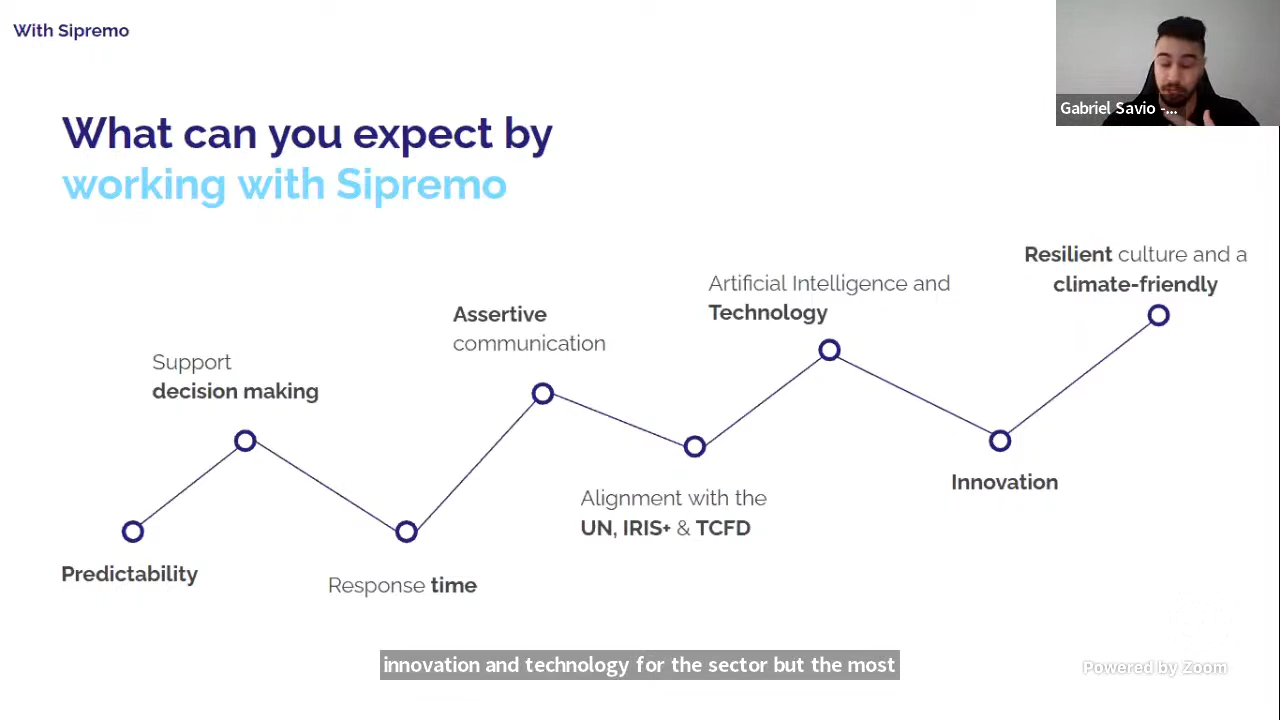 With Sipremo
Gabriel Savio -...
What can you expect by
working with Sipremo
Resilient culture and a
climate-friendly
Artificial Intelligence and
Technology
Assertive
communication
Support
decision making
Innovation
Alignment with the
UN, IRIS+ & TCFD
Predictability
Response time
innovation and technology for the sector but the most
Powered by Zoom